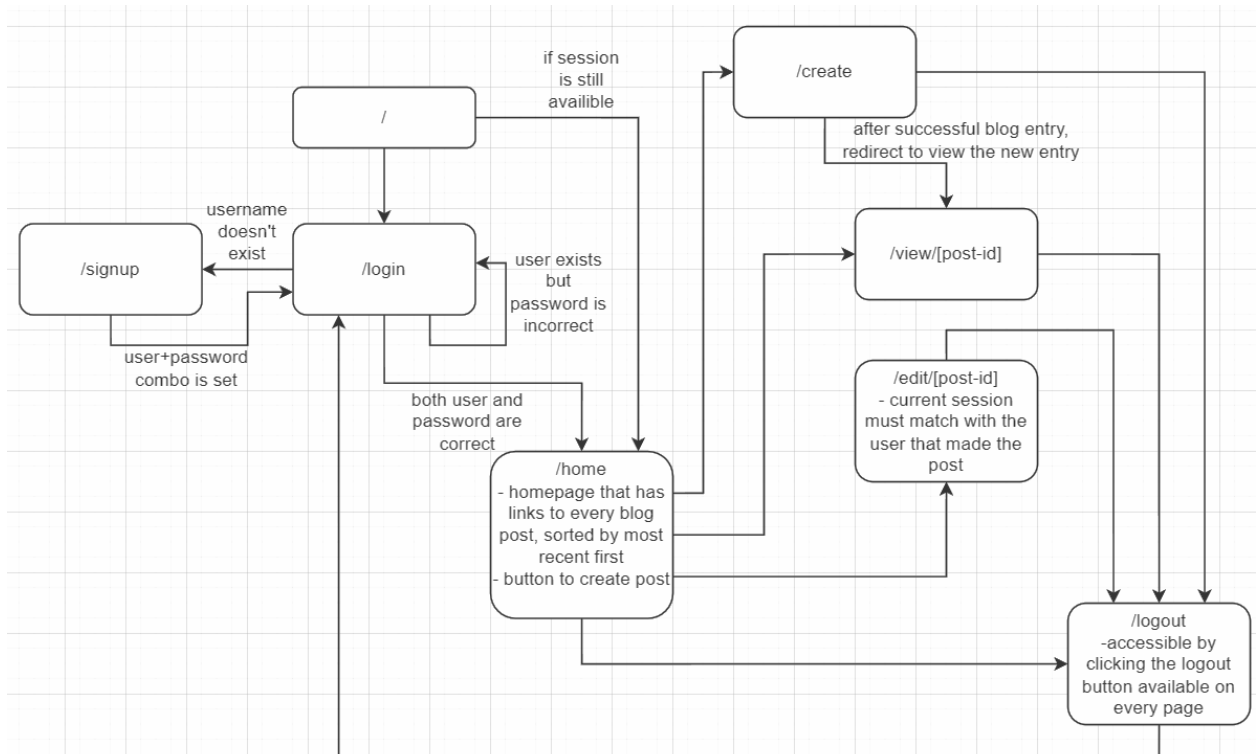 if session
is still
availible
/create
/
after successful blog entry,
redirect to view the new entry
username
doesn't
exist
/signup
/login
user exists
but
password is
incorrect
/view/[post-id]
user+password
combo is set
/edit/[post-id]
- current session
must match with the
user that made the
post
both user and
password are
correct
/home
- homepage that has
links to every blog
post, sorted by most
recent first
- button to create post
/logout
-accessible by
clicking the logout
button available on
every page